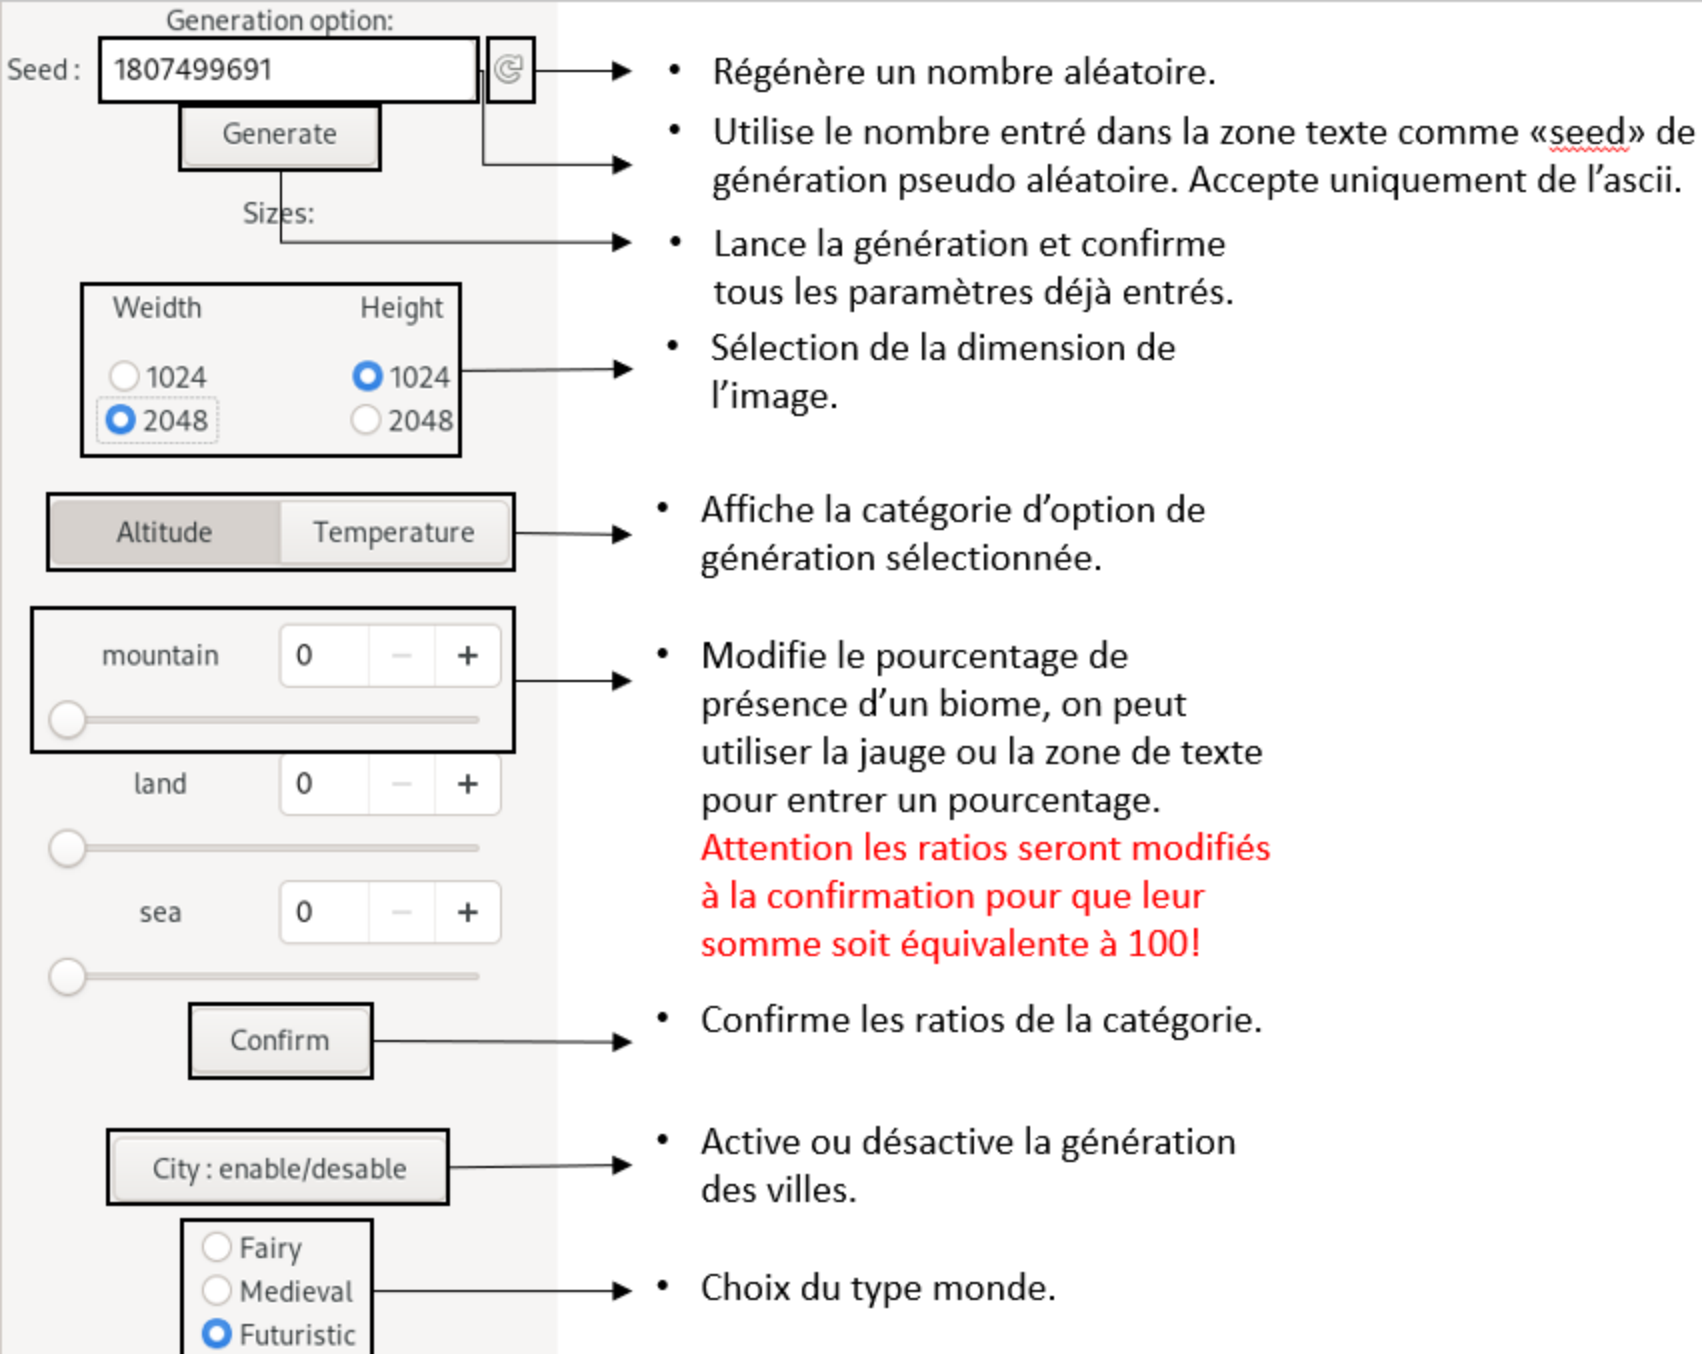 Generation option:
Seed :
1807499691
Generate
Sizes:
Weidth
Height
1024
1024
2048
2048
Altitude
Temperature
mountain
0
land
0
sea
0
Confirm
City : enable/desable
Fairy
Medieval
Futuristic
• Régénère un nombre aléatoire.
• Utilise le nombre entré dans la zone texte comme «seed» de
génération pseudo aléatoire. Accepte uniquement de l’ascii.
• Lance la génération et confirme
tous les paramètres déjà entrés.
• Sélection de la dimension de
l’image.
• Affiche la catégorie d’option de
génération sélectionnée.
• Modifie le pourcentage de
présence d’un biome, on peut
utiliser la jauge ou la zone de texte
pour entrer un pourcentage.
Attention les ratios seront modifiés
à la confirmation pour que leur
somme soit équivalente à 100!
• Confirme les ratios de la catégorie.
• Active ou désactive la génération
des villes.
• Choix du type monde.